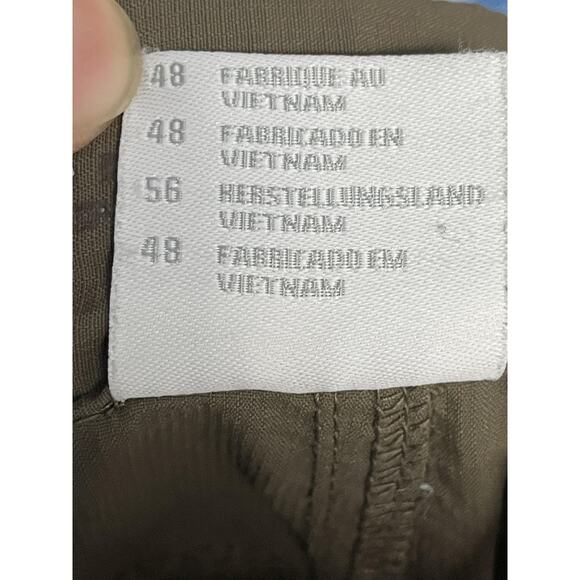 48 FABRIQUE AU
VIETNAM
48 FABRICADO EN
VIETNAM
56 HERSTELLUNGSLAND
VIETNAM
48 FABRICADO EM
VIETNAM